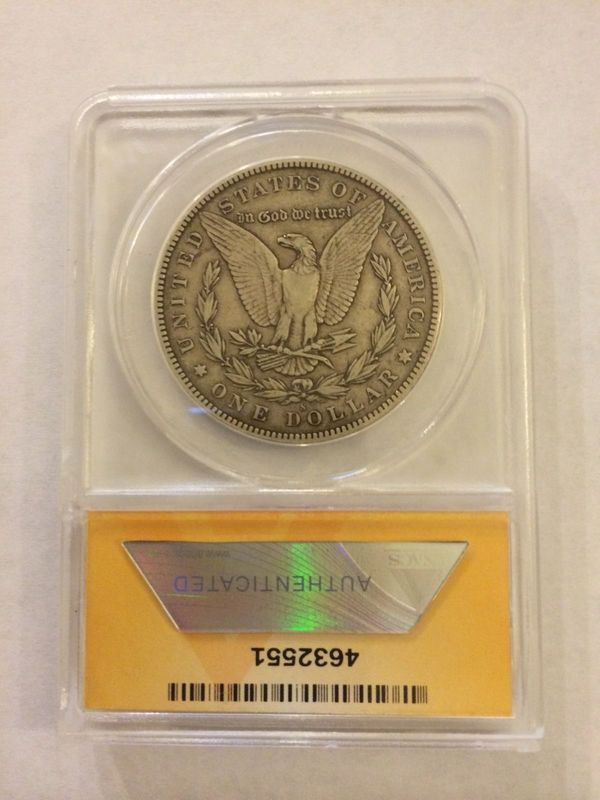 UNITED STATES OF AMERICA
In God we trust
ONE DOLLAR
S
AUTHENTICATED
4632551